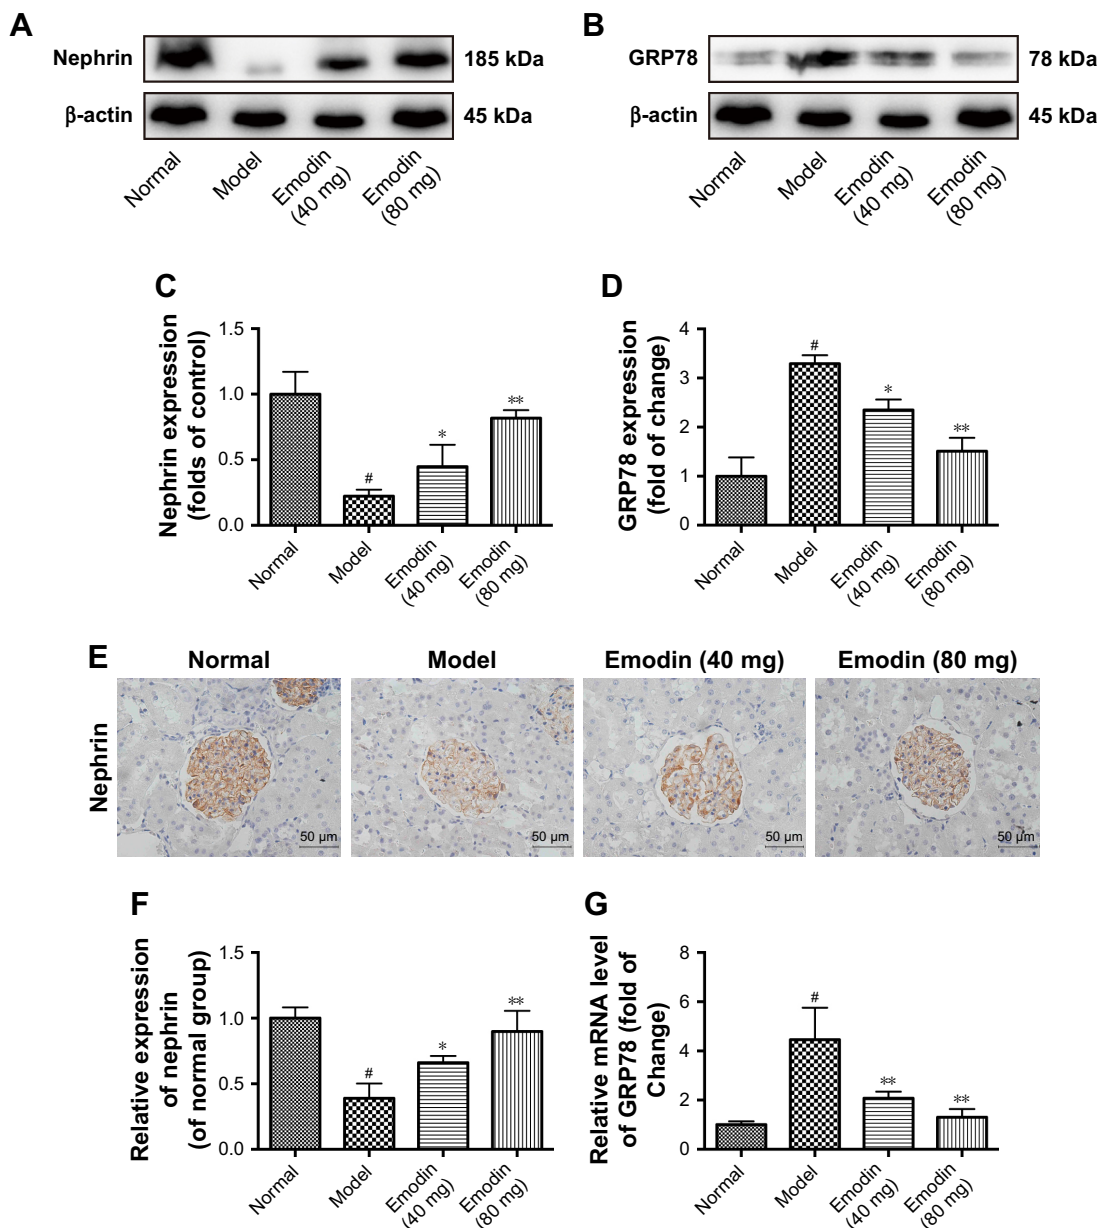 A
Nephrin
185 kDa
β-actin
45 kDa
Normal
Model
Emodin
(40 mg)
Emodin
(80 mg)
B
GRP78
78 kDa
β-actin
45 kDa
Normal
Model
Emodin
(40 mg)
Emodin
(80 mg)
C
Nephrin expression
(folds of control)
1.5
1.0
0.5
0.0
#
*
**
Normal
Model
Emodin
(40 mg)
Emodin
(80 mg)
D
GRP78 expression
(fold of change)
4
3
2
1
0
#
*
**
Normal
Model
Emodin
(40 mg)
Emodin
(80 mg)
E
Normal
Model
Emodin (40 mg)
Emodin (80 mg)
Nephrin
50 μm
50 μm
50 μm
50 μm
F
Relative expression
of nephrin
(of normal group)
1.5
1.0
0.5
0.0
#
*
**
Normal
Model
Emodin
(40 mg)
Emodin
(80 mg)
G
Relative mRNA level
of GRP78 (fold of
Change)
8
6
4
2
0
#
**
**
Normal
Model
Emodin
(40 mg)
Emodin
(80 mg)